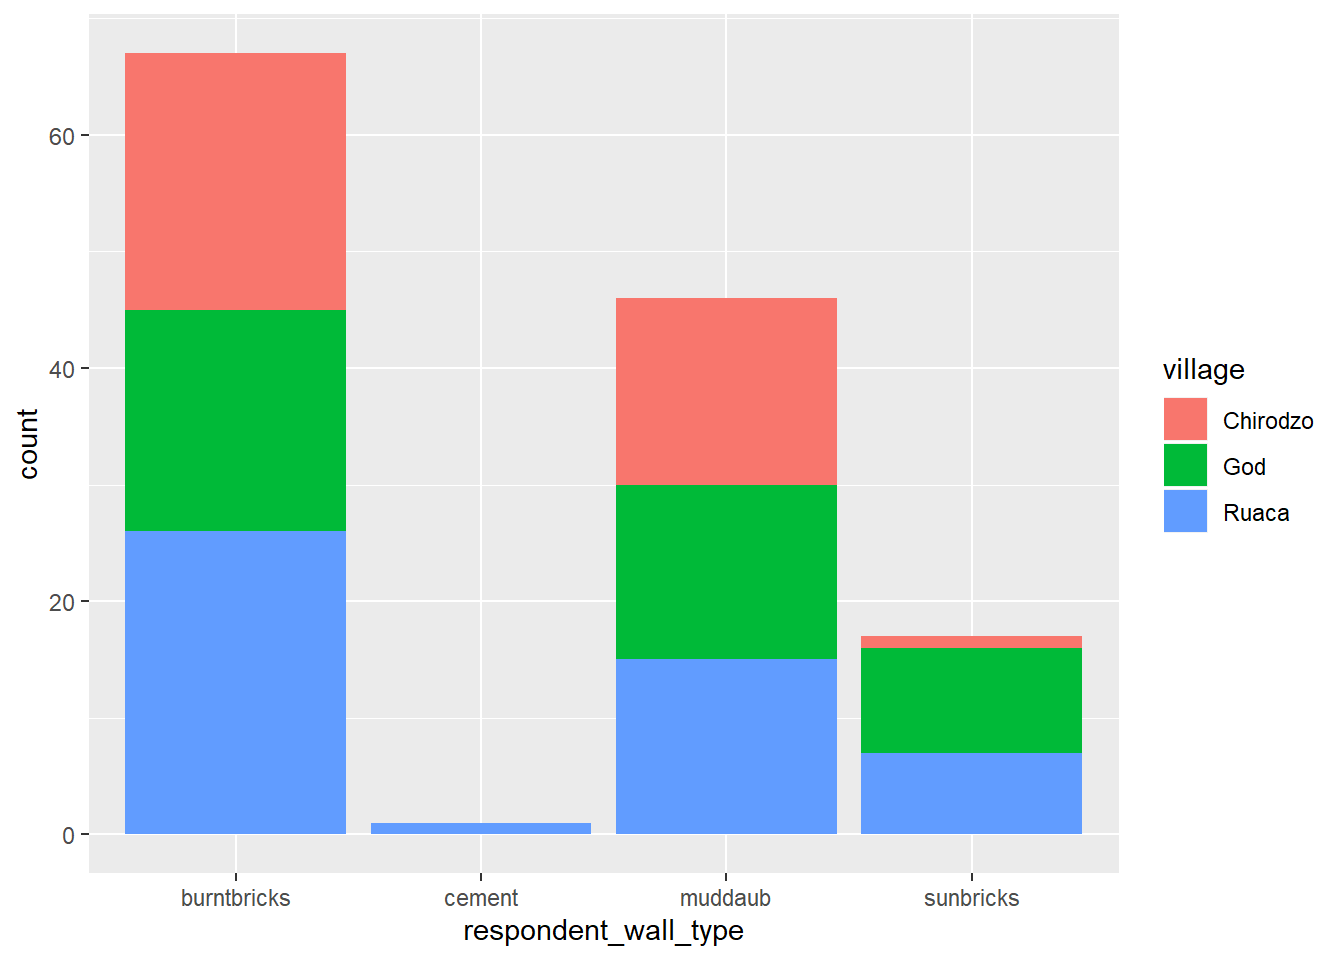 60
40
20
0
count
burntbricks cement muddaub sunbricks
respondent_wall_type
village
Chirodzo
God
Ruaca